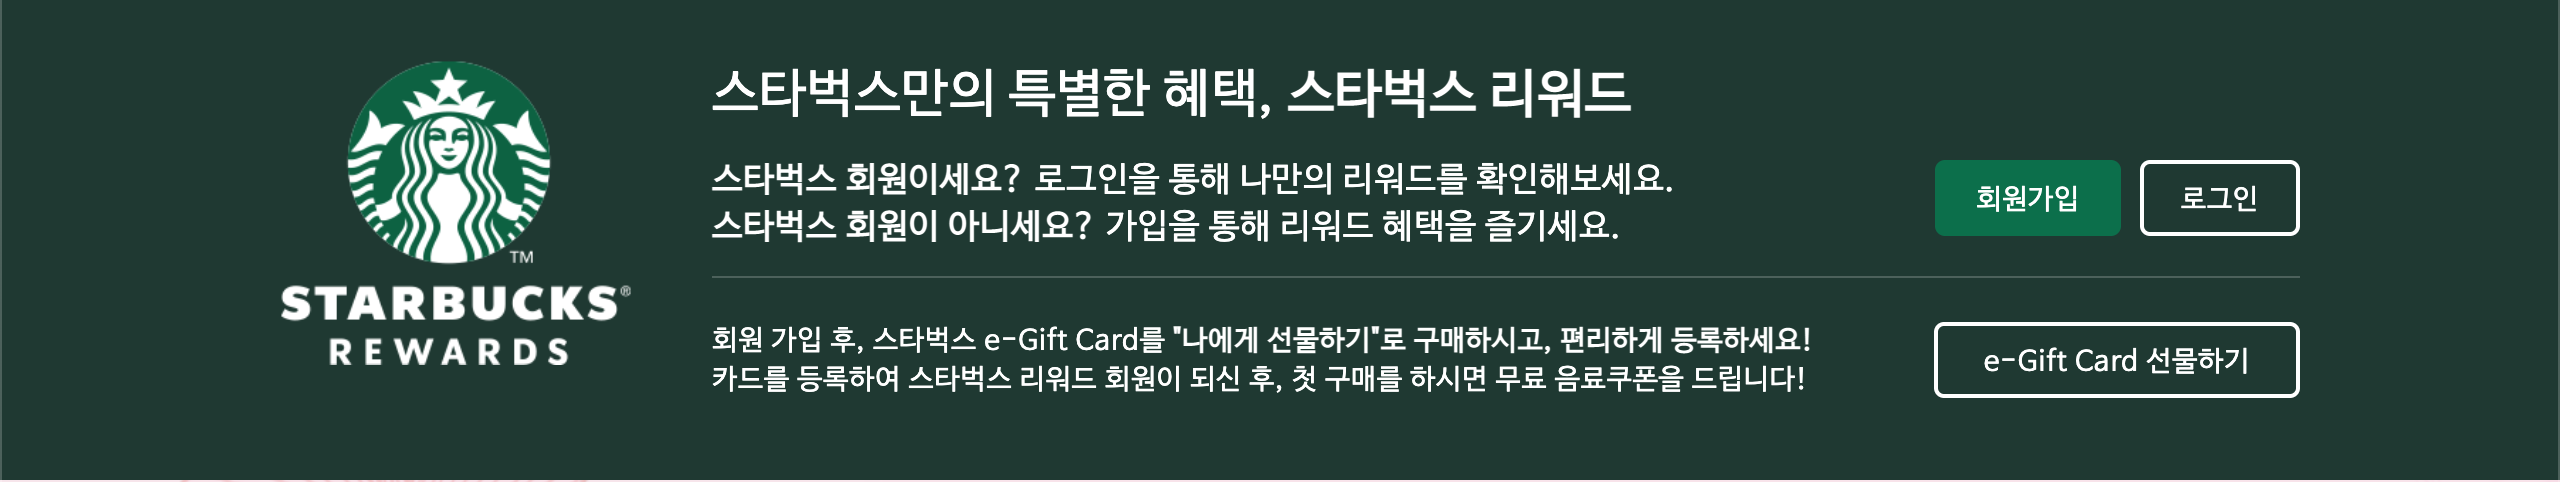 스타벅스만의 특별한 혜택, 스타벅스 리워드
스타벅스 회원이세요? 로그인을 통해 나만의 리워드를 확인해보세요.
스타벅스 회원이 아니세요? 가입을 통해 리워드 혜택을 즐기세요.
회원가입
로그인
TM
STARBUCKS®
REWARDS
회원 가입 후, 스타벅스 e-Gift Card를 "나에게 선물하기"로 구매하시고, 편리하게 등록하세요!
카드를 등록하여 스타벅스 리워드 회원이 되신 후, 첫 구매를 하시면 무료 음료쿠폰을 드립니다!
e-Gift Card 선물하기